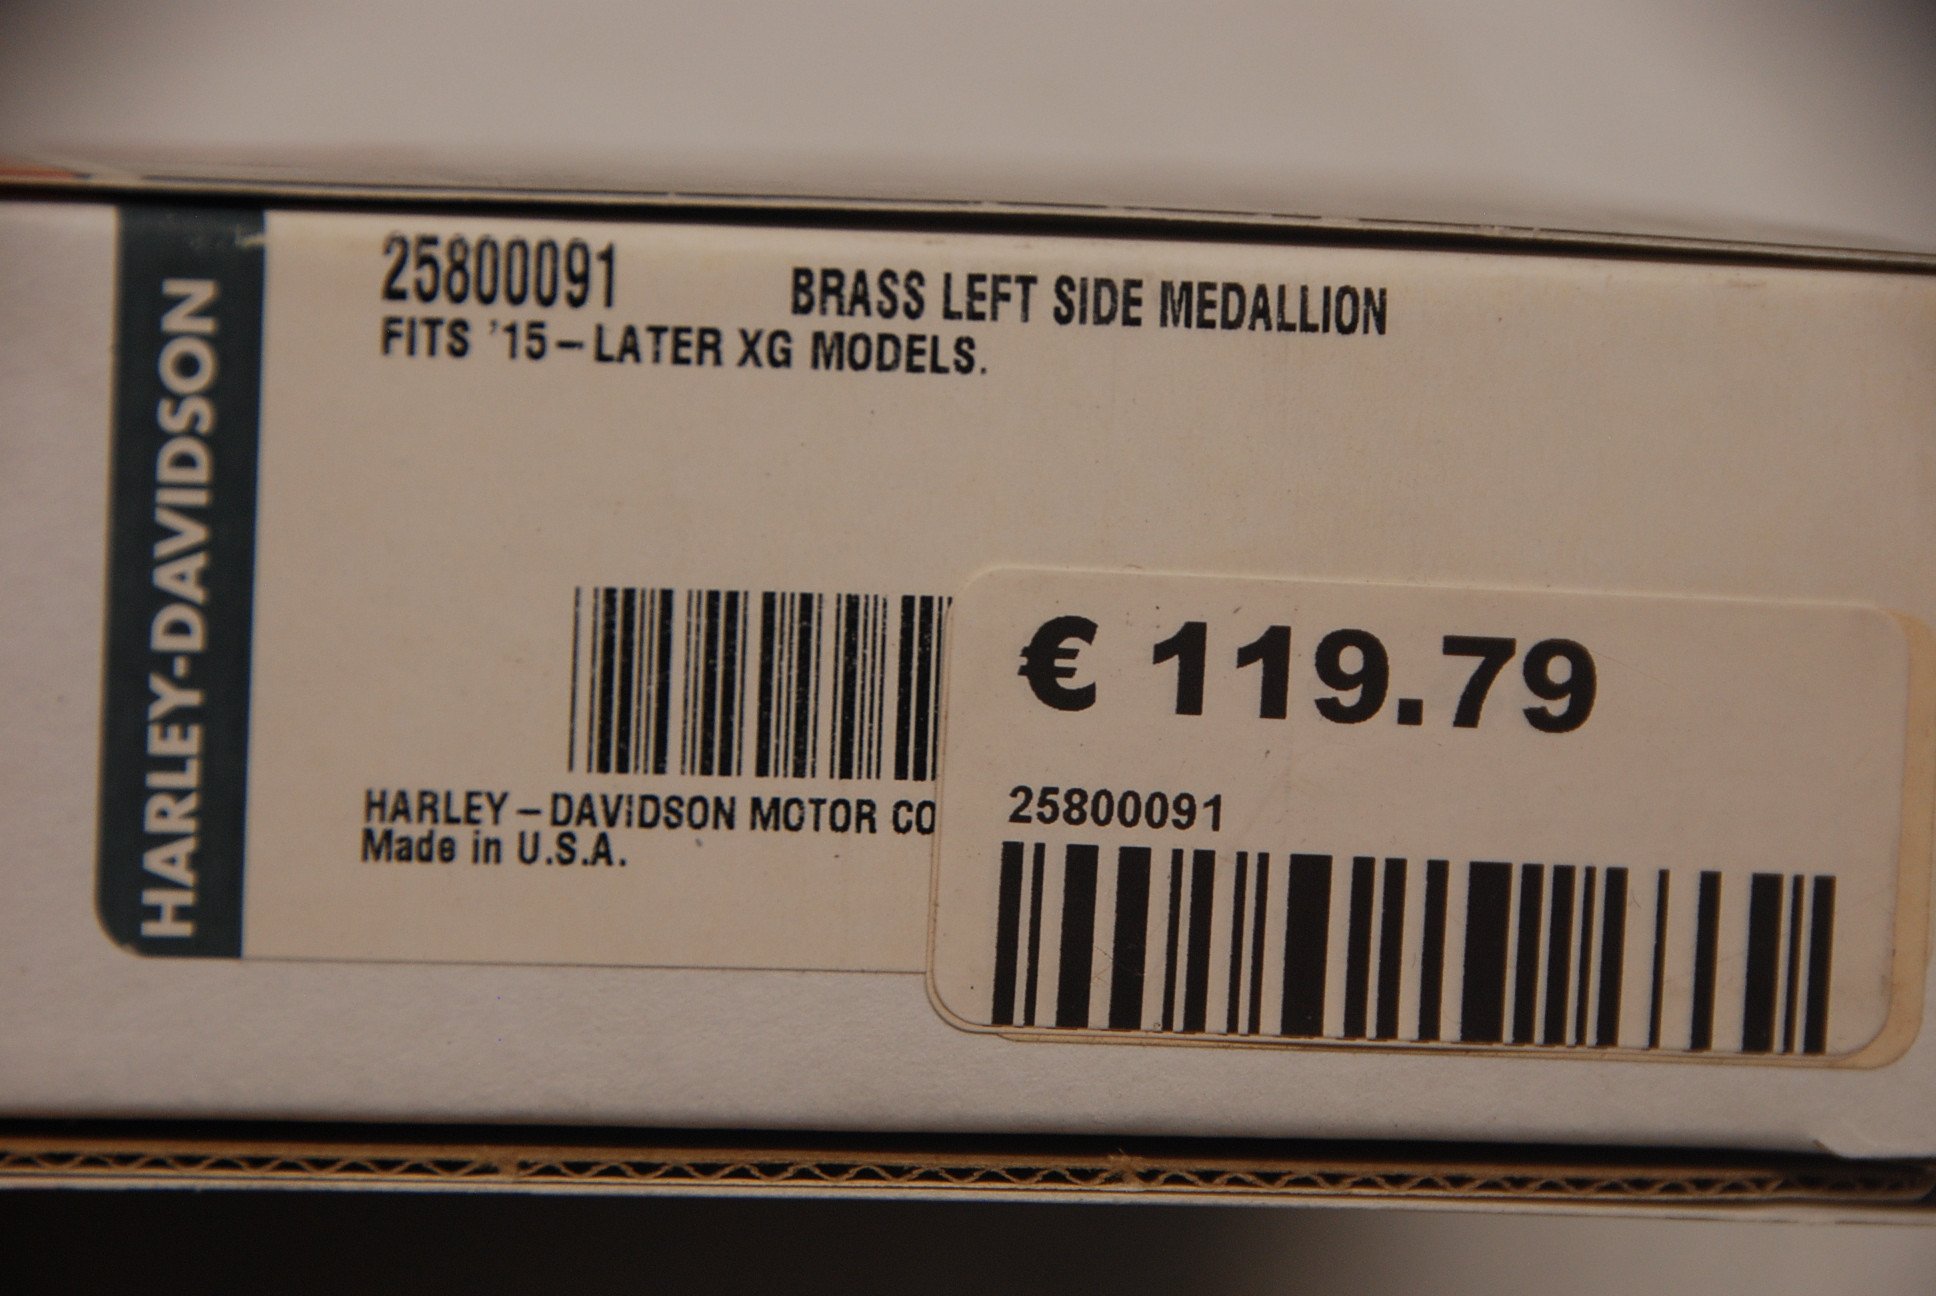 HARLEY-DAVIDSON
25800091 BRASS LEFT SIDE MEDALLION
FITS '15-LATER XG MODELS.
HARLEY-DAVIDSON MOTOR CO
Made in U.S.A.
€ 119.79
25800091